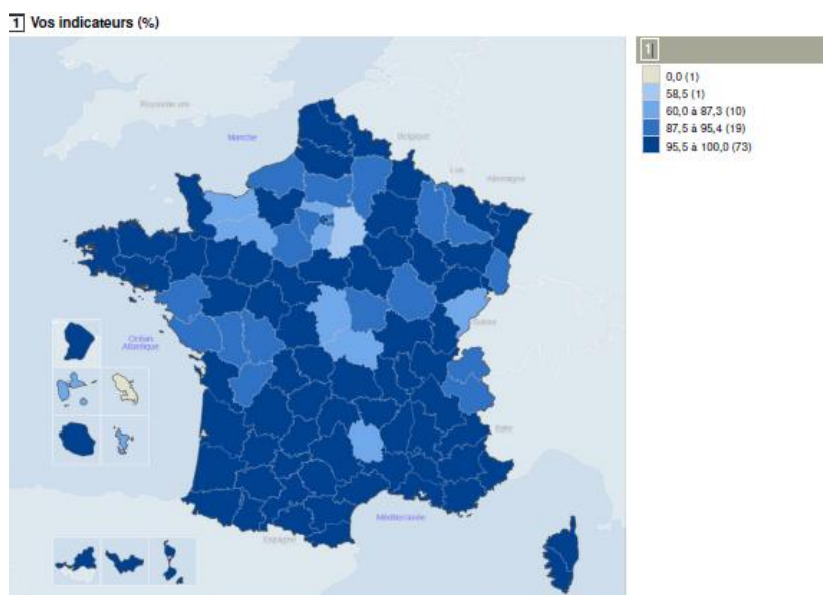 1 Vos indicateurs (%)
1
0,0 (1)
58,5 (1)
60,0 à 87,3 (10)
87,5 à 95,4 (19)
95,5 à 100,0 (73)
Royaume-uni
Manche
Belgique
Lux
Allemagne
Suisse
Océan
Atlantique
Italie
Méditerranée
Espagne